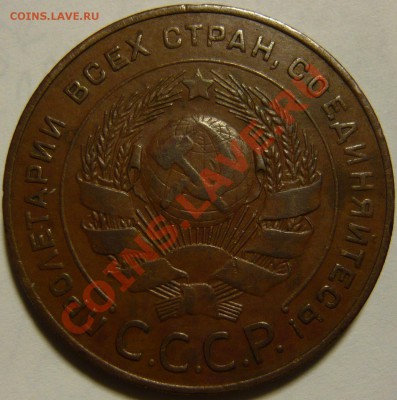 COINS.LAVE.RU
ПРОЛЕТАРИИ ВСЕХ СТРАН, СОЕДИНЯЙТЕСЬ!
С.С.С.Р.
COINS.LAVE.RU